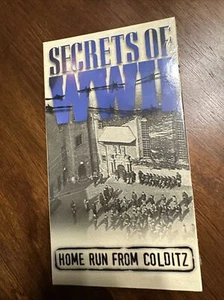 SECRETS OF
WWII
HOME RUN FROM COLDITZ